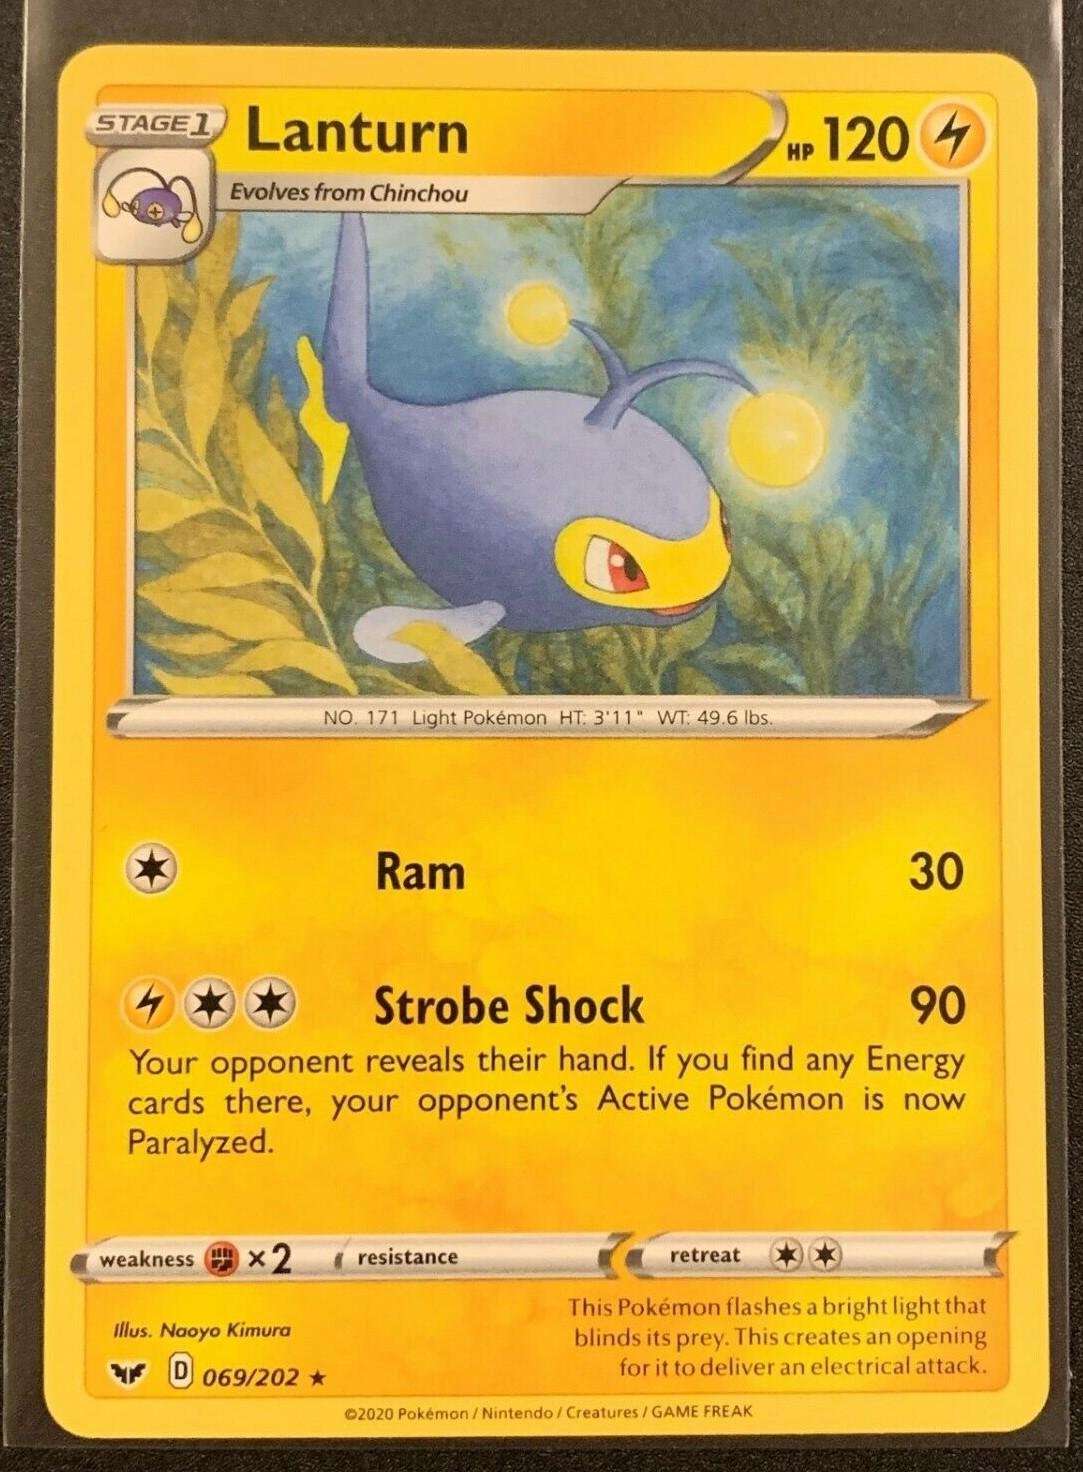 STAGE 1
Lanturn
HP 120
Evolves from Chinchou
NO. 171 Light Pokémon HT: 3'11" WT: 49.6 lbs.
Ram 30
Strobe Shock 90
Your opponent reveals their hand. If you find any Energy
cards there, your opponent's Active Pokémon is now
Paralyzed.
weakness ×2 resistance retreat
This Pokémon flashes a bright light that
blinds its prey. This creates an opening
for it to deliver an electrical attack.
Illus. Naoyo Kimura
D 069/202 ★
©2020 Pokémon / Nintendo / Creatures / GAME FREAK